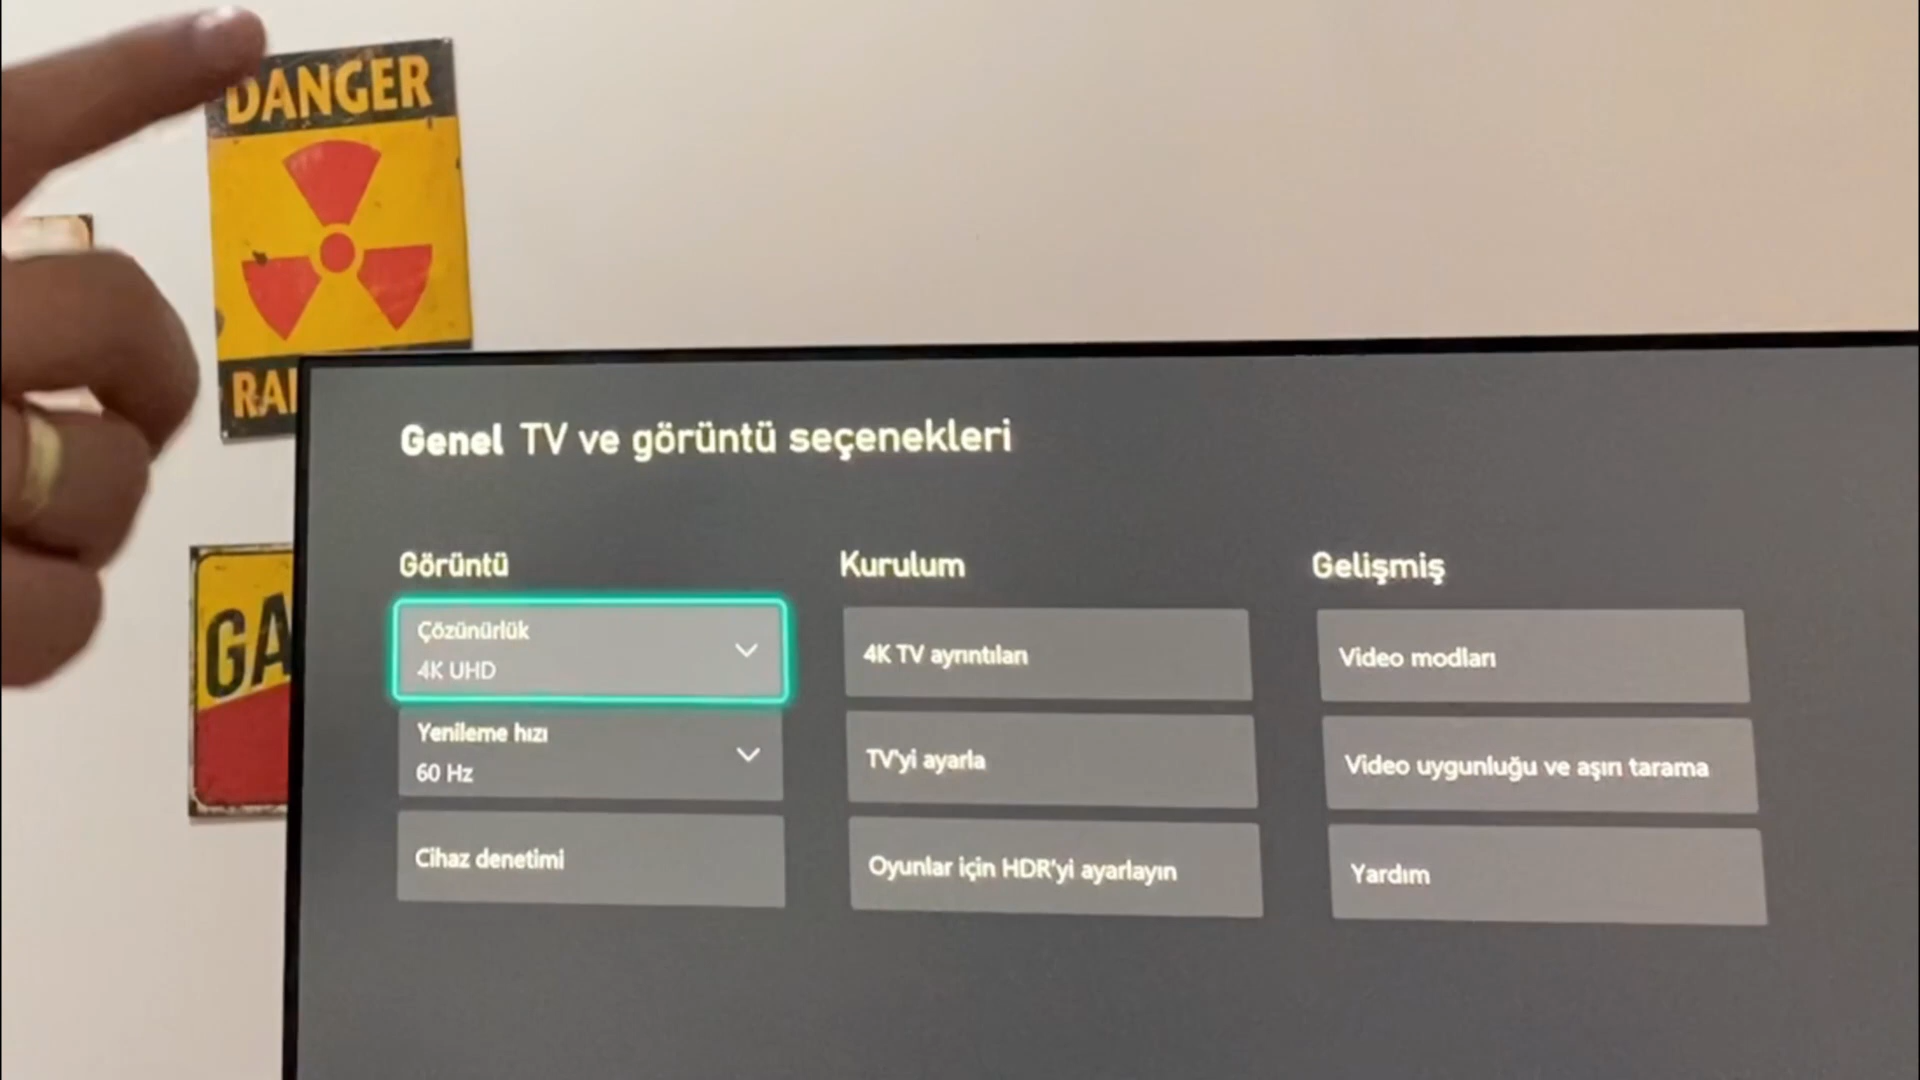 DANGER
GA
Genel TV ve görüntü seçenekleri
Görüntü
Çözünürlük
4K UHD
Yenileme hızı
60 Hz
Cihaz denetimi
Kurulum
4K TV ayrıntıları
TV'yi ayarla
Oyunlar için HDR'yi ayarlayın
Gelişmiş
Video modları
Video uygunluğu ve aşırı tarama
Yardım